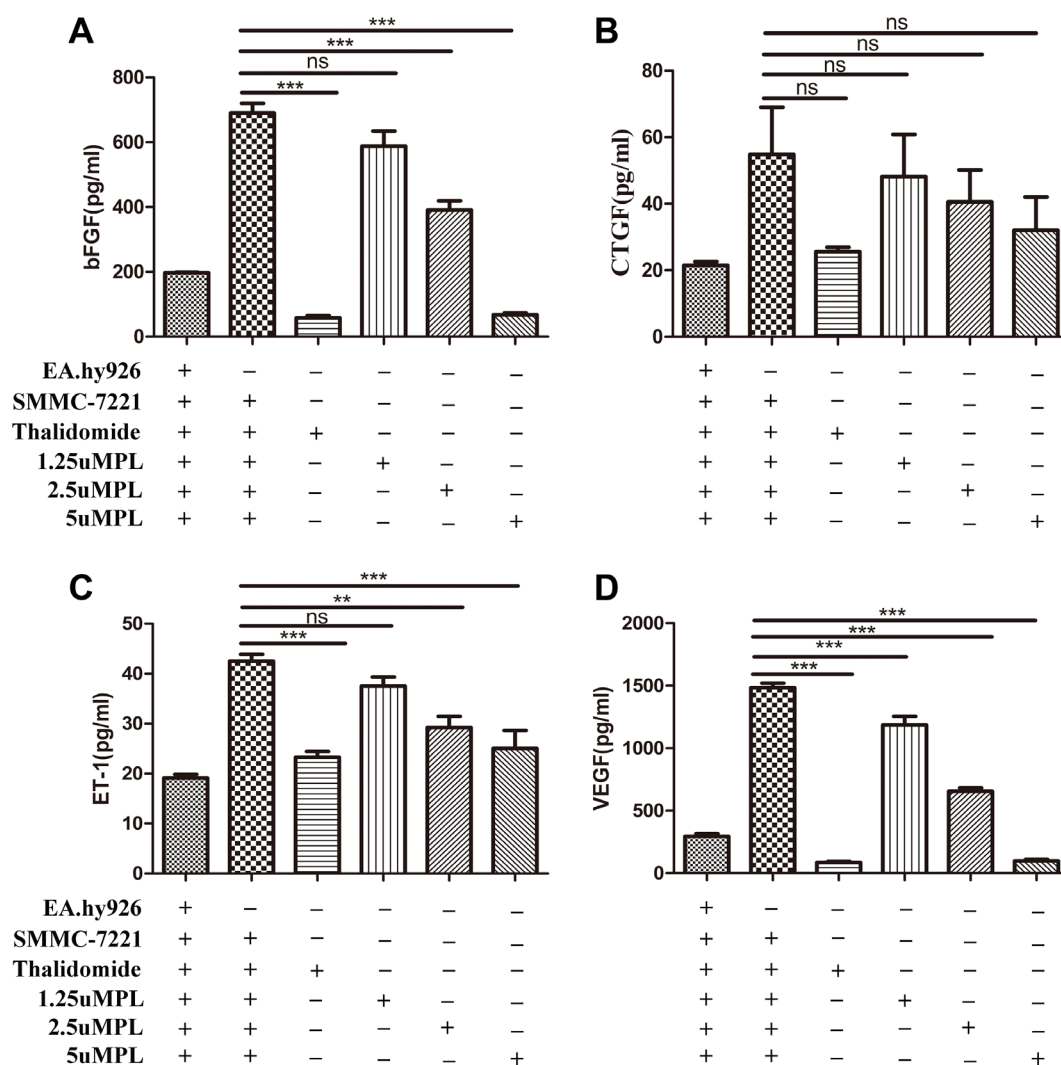 A
***
***
ns
***
bFGF(pg/ml)
800
600
400
200
0
EA.hy926 + – – – – –
SMMC-7221 + + – – – –
Thalidomide + + + – – –
1.25uMPL + + – + – –
2.5uMPL + + – – + –
5uMPL + + – – – +
B
ns
ns
ns
ns
CTGF(pg/ml)
80
60
40
20
0
EA.hy926 + – – – – –
SMMC-7221 + + – – – –
Thalidomide + + + – – –
1.25uMPL + + – + – –
2.5uMPL + + – – + –
5uMPL + + – – – +
C
***
**
ns
***
ET-1(pg/ml)
50
40
30
20
10
0
EA.hy926 + – – – – –
SMMC-7221 + + – – – –
Thalidomide + + + – – –
1.25uMPL + + – + – –
2.5uMPL + + – – + –
5uMPL + + – – – +
D
***
***
***
***
VEGF(pg/ml)
2000
1500
1000
500
0
EA.hy926 + – – – – –
SMMC-7221 + + – – – –
Thalidomide + + + – – –
1.25uMPL + + – + – –
2.5uMPL + + – – + –
5uMPL + + – – – +